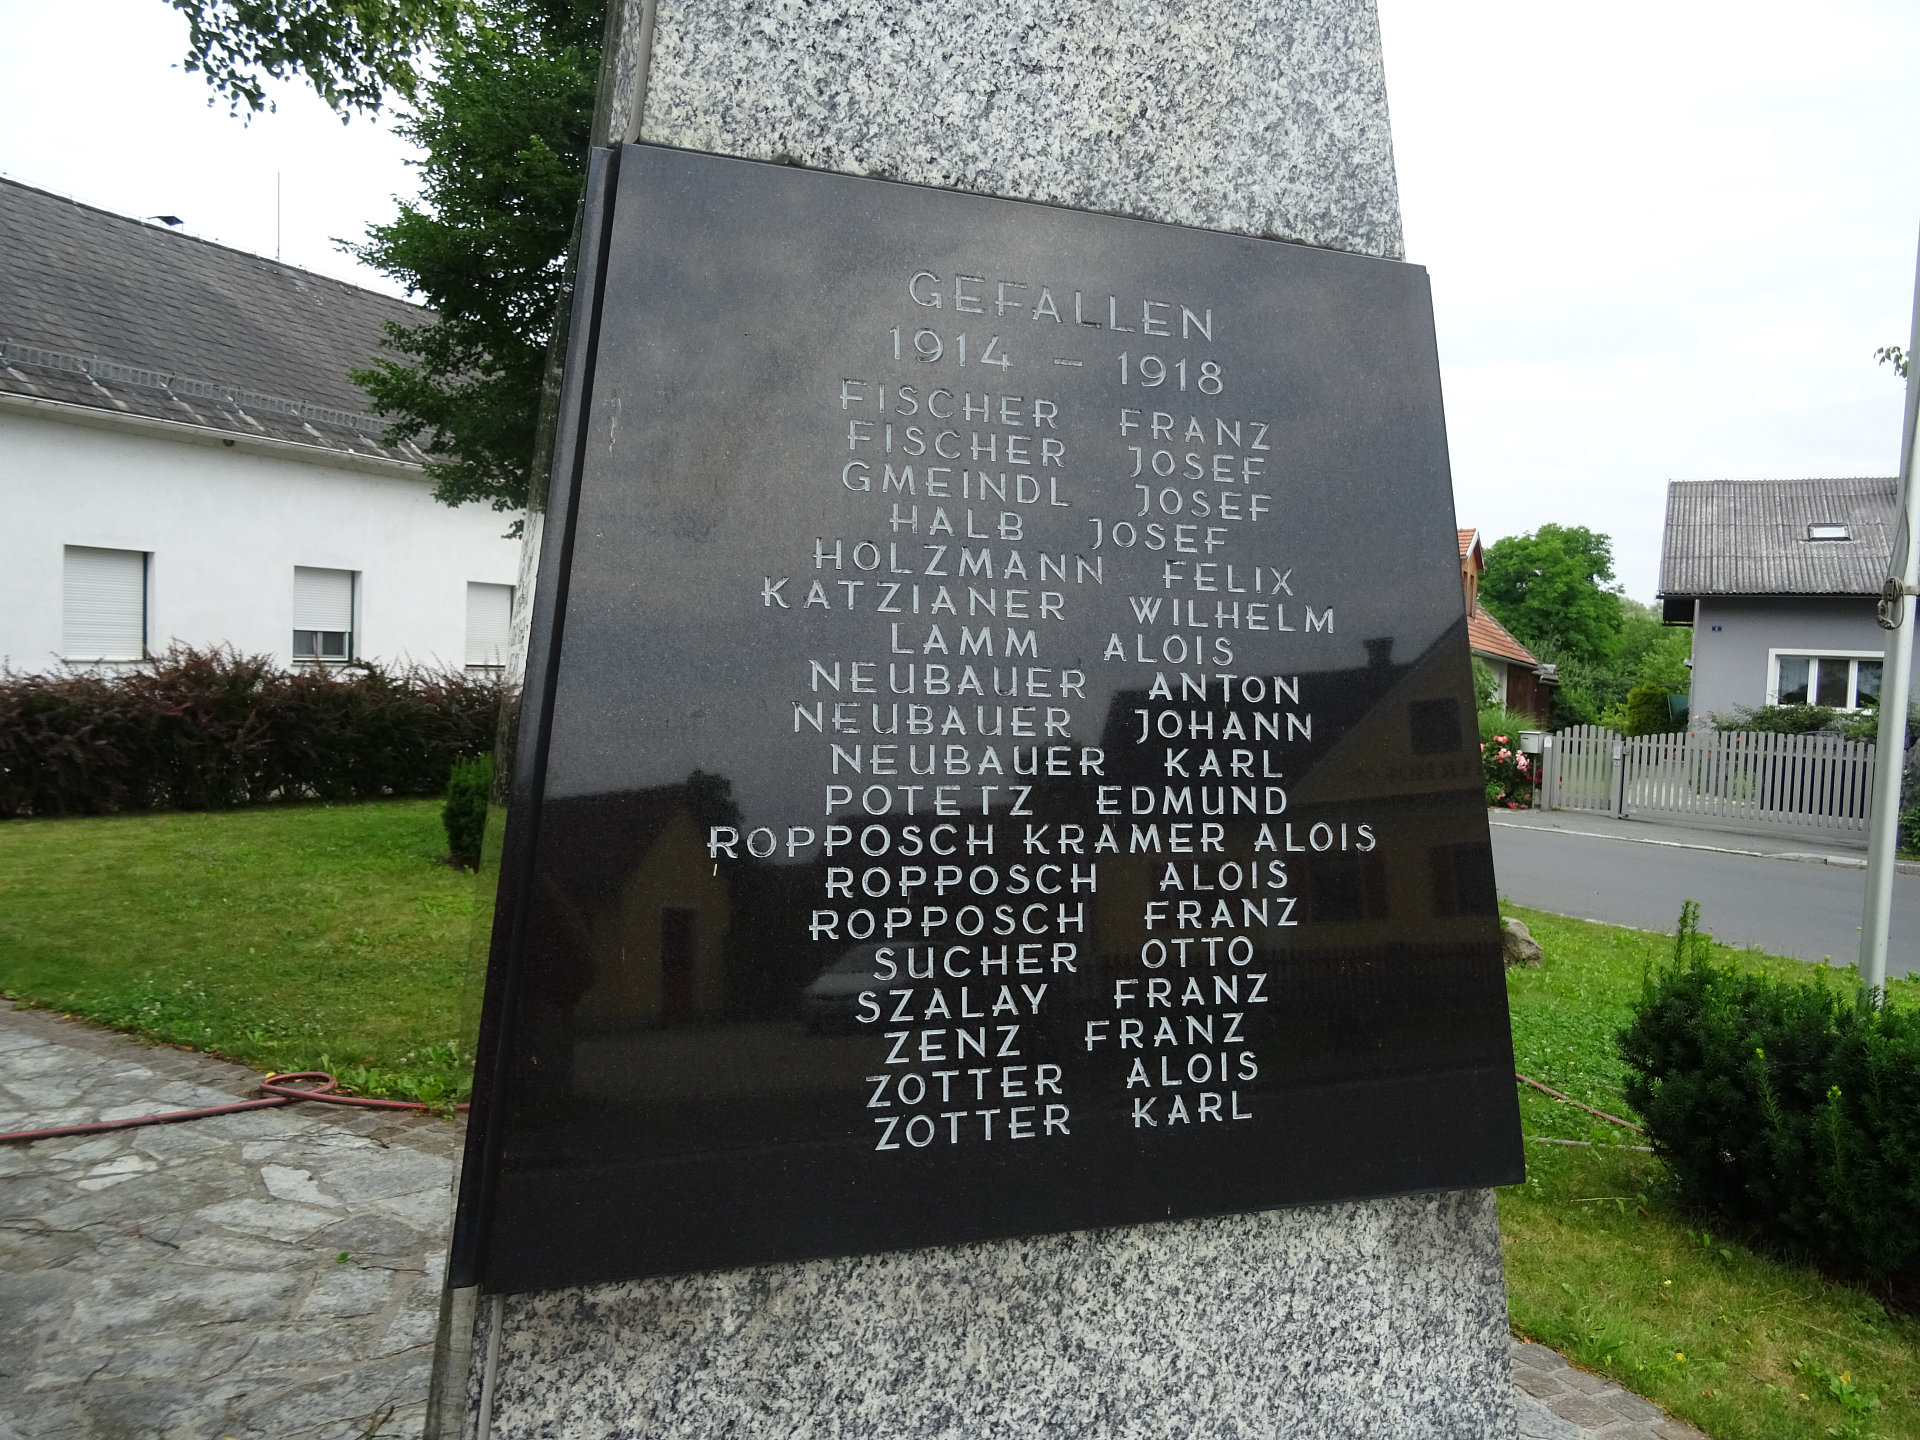 GEFALLEN
1914 – 1918
FISCHER FRANZ
FISCHER JOSEF
GMEINDL JOSEF
HALB JOSEF
HOLZMANN FELIX
KATZIANER WILHELM
LAMM ALOIS
NEUBAUER ANTON
NEUBAUER JOHANN
NEUBAUER KARL
POTETZ EDMUND
ROPPOSCH KRAMER ALOIS
ROPPOSCH ALOIS
ROPPOSCH FRANZ
SUCHER OTTO
SZALAY FRANZ
ZENZ FRANZ
ZOTTER ALOIS
ZOTTER KARL